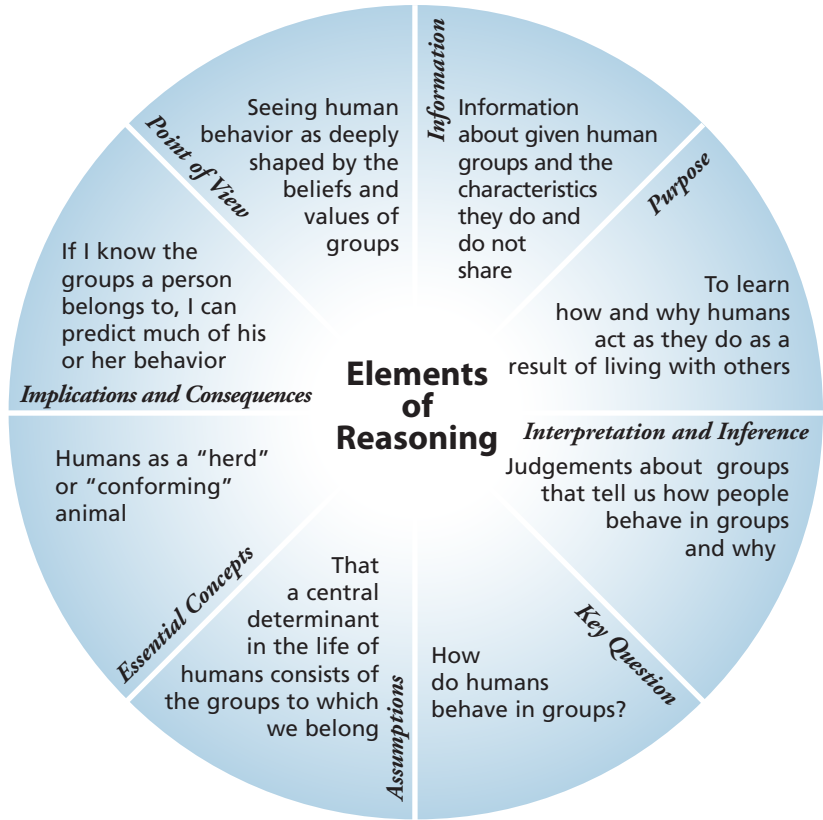 Elements
of
Reasoning
Information
Information
about given human
groups and the
characteristics
they do and
do not
share
Purpose
To learn
how and why humans
act as they do as a
result of living with others
Interpretation and Inference
Judgements about groups
that tell us how people
behave in groups
and why
Key Question
How
do humans
behave in groups?
Assumptions
That
a central
determinant
in the life of
humans consists of
the groups to which
we belong
Essential Concepts
Humans as a “herd”
or “conforming”
animal
Implications and Consequences
If I know the
groups a person
belongs to, I can
predict much of his
or her behavior
Point of View
Seeing human
behavior as deeply
shaped by the
beliefs and
values of
groups